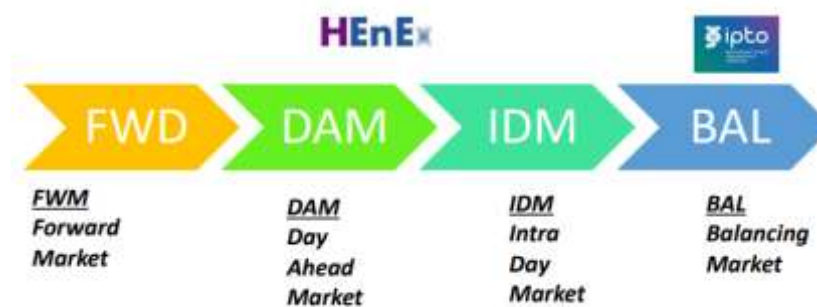 HEnEx
ipto
FWD
DAM
IDM
BAL
FWM
Forward
Market
DAM
Day
Ahead
Market
IDM
Intra
Day
Market
BAL
Balancing
Market